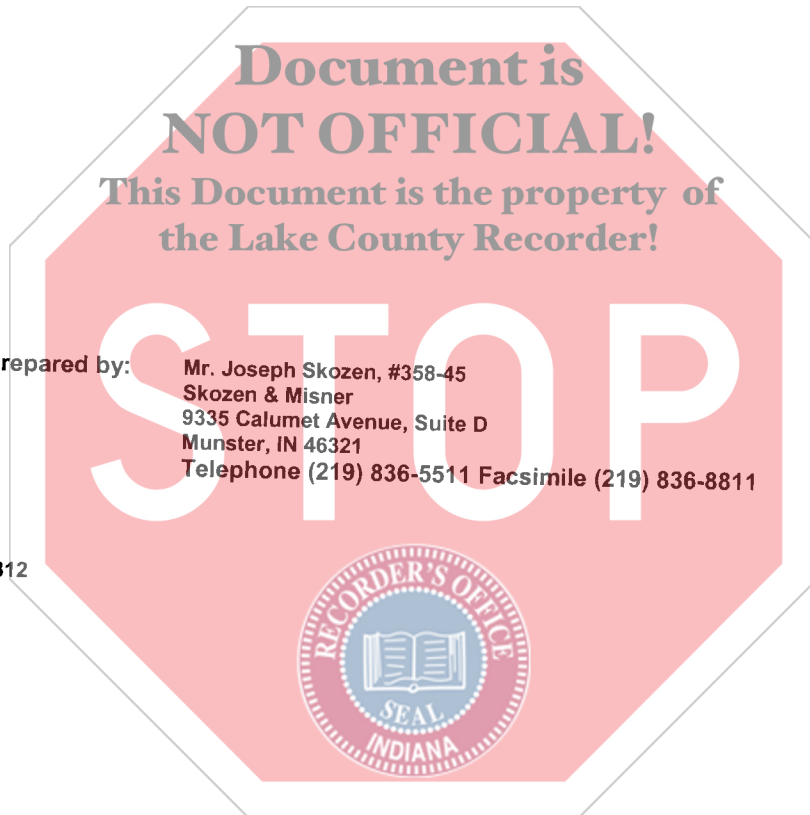 Document is
NOT OFFICIAL!
This Document is the property of
the Lake County Recorder!
STOP
repared by: Mr. Joseph Skozen, #358-45
Skozen & Misner
9335 Calumet Avenue, Suite D
Munster, IN 46321
Telephone (219) 836-5511 Facsimile (219) 836-8811
312
RECORDER'S OFFICE
SEAL
INDIANA